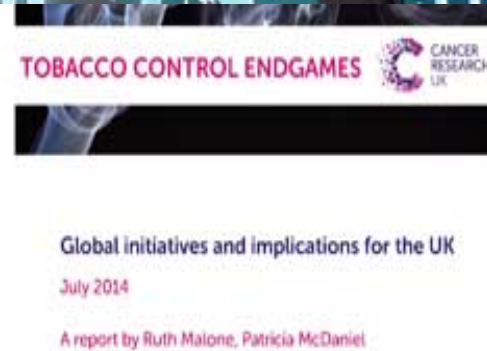 TOBACCO CONTROL ENDGAMES
CANCER
RESEARCH
UK
Global initiatives and implications for the UK
July 2014
A report by Ruth Malone, Patricia McDaniel